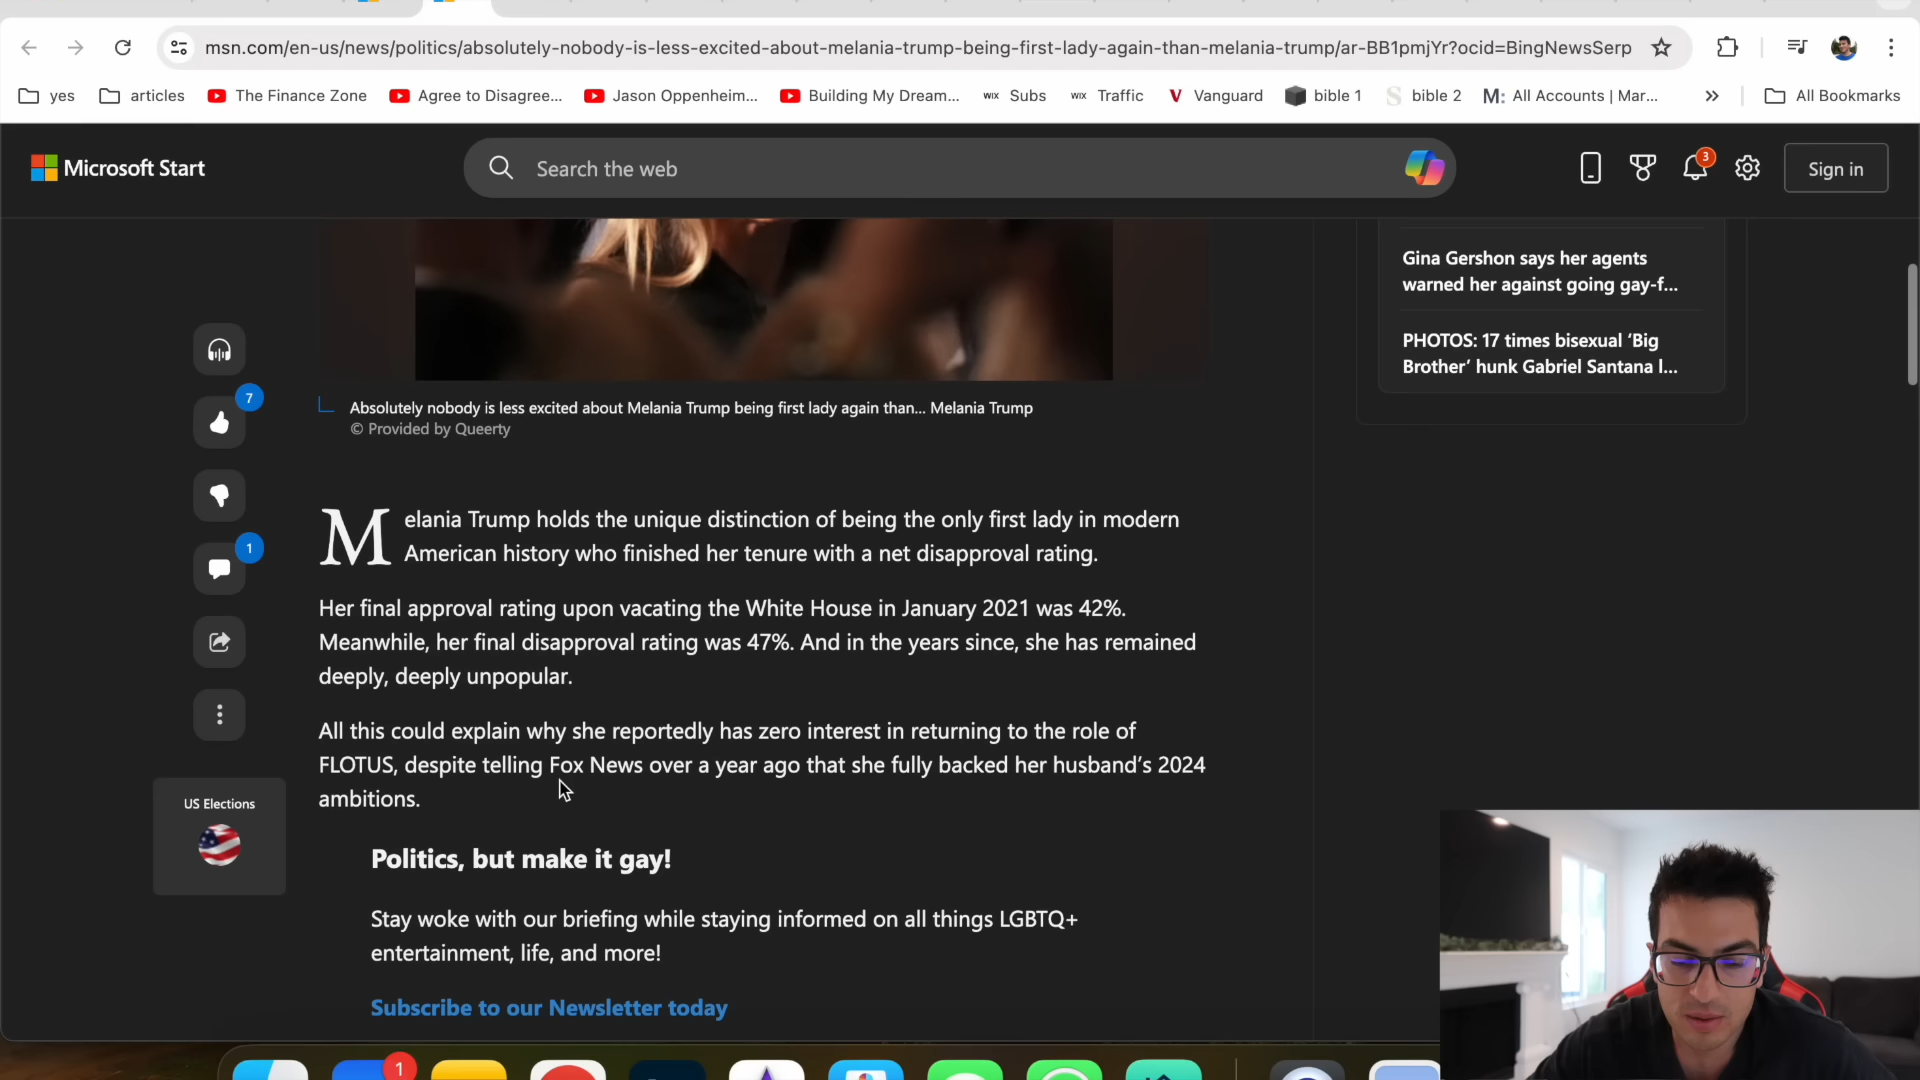 msn.com/en-us/news/politics/absolutely-nobody-is-less-excited-about-melania-trump-being-first-lady-again-than-melania-trump/ar-BB1pmjYr?ocid=BingNewsSerp
yes
articles
The Finance Zone
Agree to Disagree...
Jason Oppenheim...
Building My Dream...
WIX Subs
WIX Traffic
V Vanguard
bible 1
S bible 2
M: All Accounts | Mar...
All Bookmarks
Microsoft Start
Search the web
3
Sign in
Gina Gershon says her agents
warned her against going gay-f...
PHOTOS: 17 times bisexual ‘Big
Brother’ hunk Gabriel Santana l...
7
1
Absolutely nobody is less excited about Melania Trump being first lady again than... Melania Trump
© Provided by Queerty
Melania Trump holds the unique distinction of being the only first lady in modern
American history who finished her tenure with a net disapproval rating.
Her final approval rating upon vacating the White House in January 2021 was 42%.
Meanwhile, her final disapproval rating was 47%. And in the years since, she has remained
deeply, deeply unpopular.
All this could explain why she reportedly has zero interest in returning to the role of
FLOTUS, despite telling Fox News over a year ago that she fully backed her husband’s 2024
ambitions.
US Elections
Politics, but make it gay!
Stay woke with our briefing while staying informed on all things LGBTQ+
entertainment, life, and more!
Subscribe to our Newsletter today
1